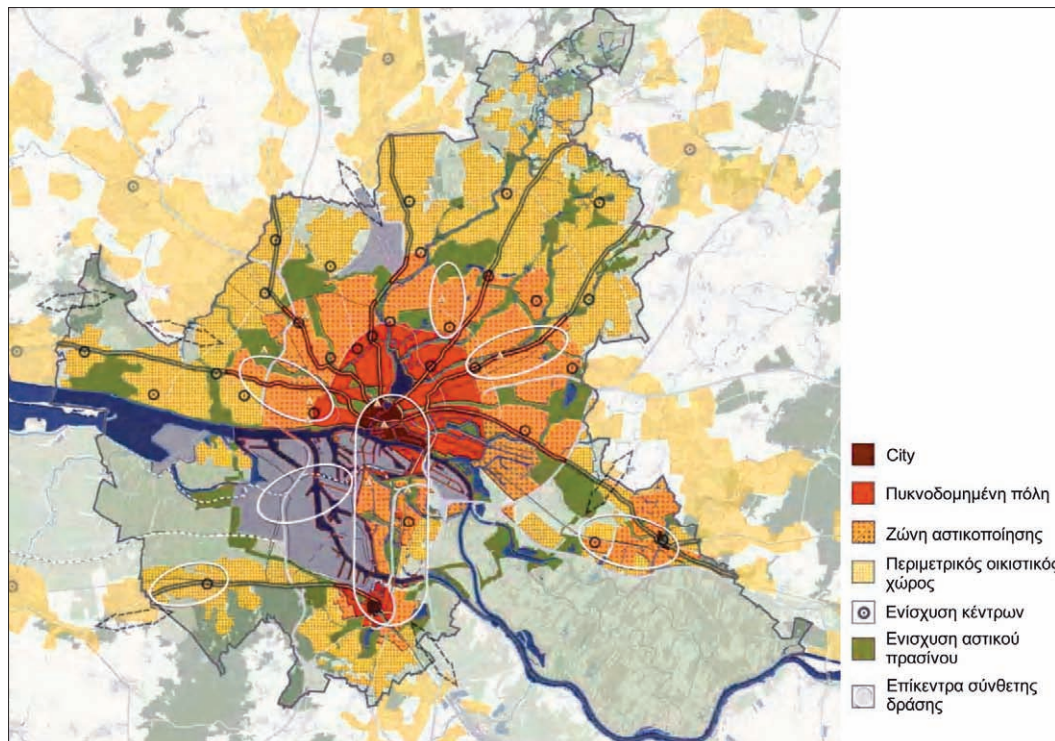 City
Πυκνοδομημένη πόλη
Ζώνη αστικοποίησης
Περιμετρικός οικιστικός
χώρος
Ενίσχυση κέντρων
Ενισχυση αστικού
πρασίνου
Επίκεντρα σύνθετης
δράσης